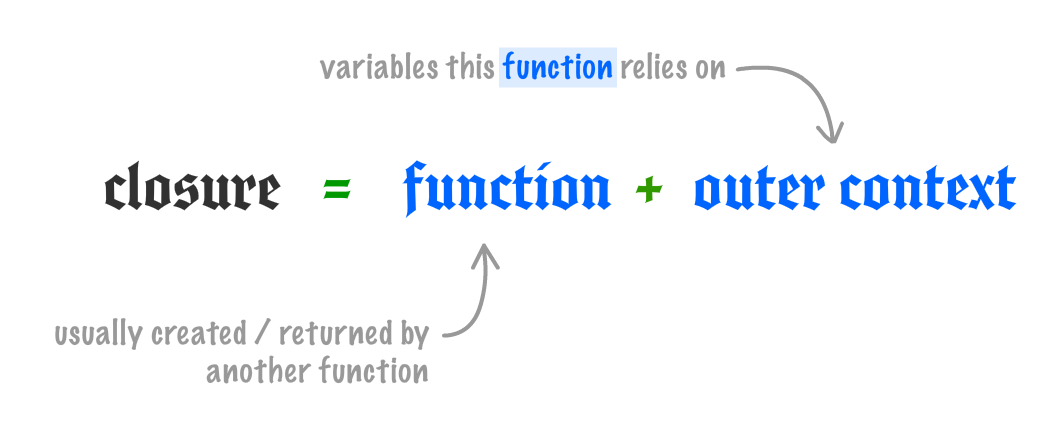 variables this function relies on
closure = function + outer context
usually created / returned by
another function